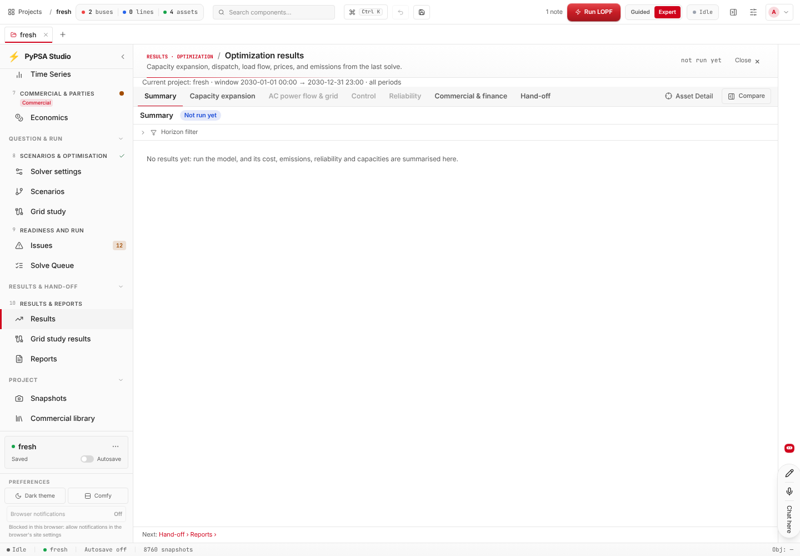 Projects / fresh
2 buses 0 lines 4 assets
Search components...
⌘ Ctrl K
1 note
Run LOPF
Guided Expert
Idle
A
fresh × +
PyPSA Studio
Time Series
7 COMMERCIAL & PARTIES
Commercial
Economics
QUESTION & RUN
8 SCENARIOS & OPTIMISATION
Solver settings
Scenarios
Grid study
9 READINESS AND RUN
Issues 12
Solve Queue
RESULTS & HAND-OFF
10 RESULTS & REPORTS
Results
Grid study results
Reports
PROJECT
Snapshots
Commercial library
fresh ...
Saved Autosave
PREFERENCES
Dark theme Comfy
Browser notifications Off
Blocked in this browser: allow notifications in the
browser's site settings
RESULTS · OPTIMIZATION / Optimization results
Capacity expansion, dispatch, load flow, prices, and emissions from the last solve.
not run yet Close ×
Current project: fresh · window 2030-01-01 00:00 → 2030-12-31 23:00 · all periods
Summary Capacity expansion AC power flow & grid Control Reliability Commercial & finance Hand-off Asset Detail Compare
Summary Not run yet
› Horizon filter
No results yet: run the model, and its cost, emissions, reliability and capacities are summarised here.
Next: Hand-off › Reports ›
Chat here
Idle fresh Autosave off 8760 snapshots Obj: —